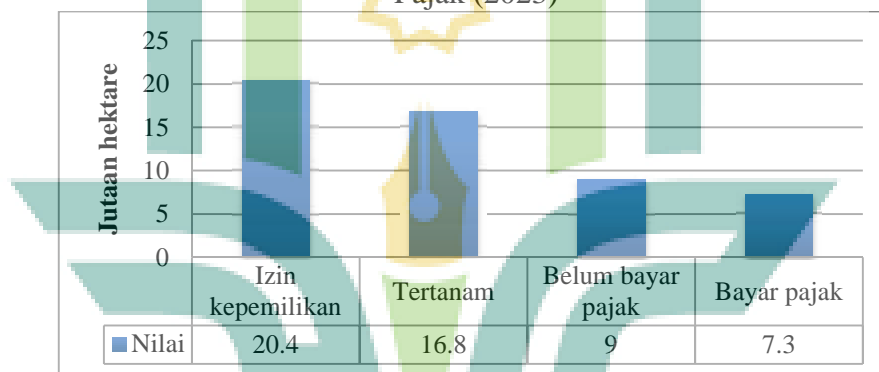 Pajak (2023)
Jutaan hektare
25
20
15
10
5
0
Izin kepemilikan
Tertanam
Belum bayar pajak
Bayar pajak
Nilai 20.4 16.8 9 7.3